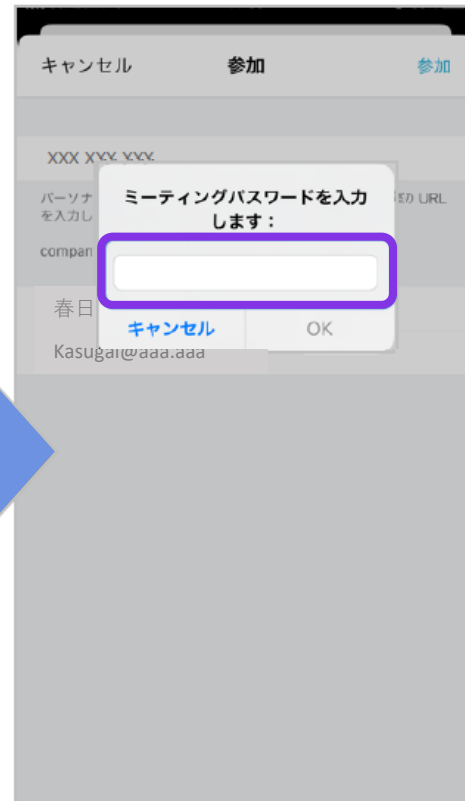 キャンセル 参加 参加
XXX XXX XXX
パーソナ URL
を入力し
compan
ミーティングパスワードを入力
します：
春日
キャンセル OK
Kasugai@aaa.aaa